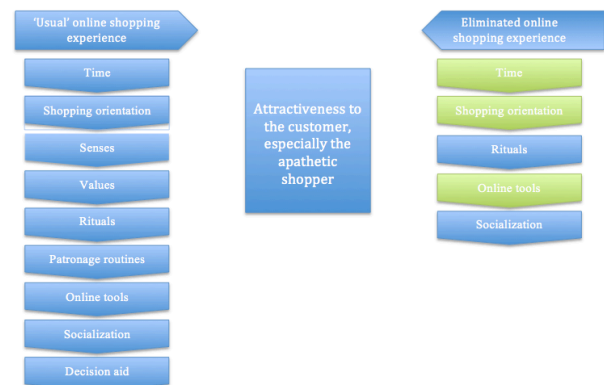 'Usual' online shopping
experience
Time
Shopping orientation
Senses
Values
Rituals
Patronage routines
Online tools
Socialization
Decision aid
Attractiveness to
the customer,
especially the
apathetic
shopper
Eliminated online
shopping experience
Time
Shopping orientation
Rituals
Online tools
Socialization